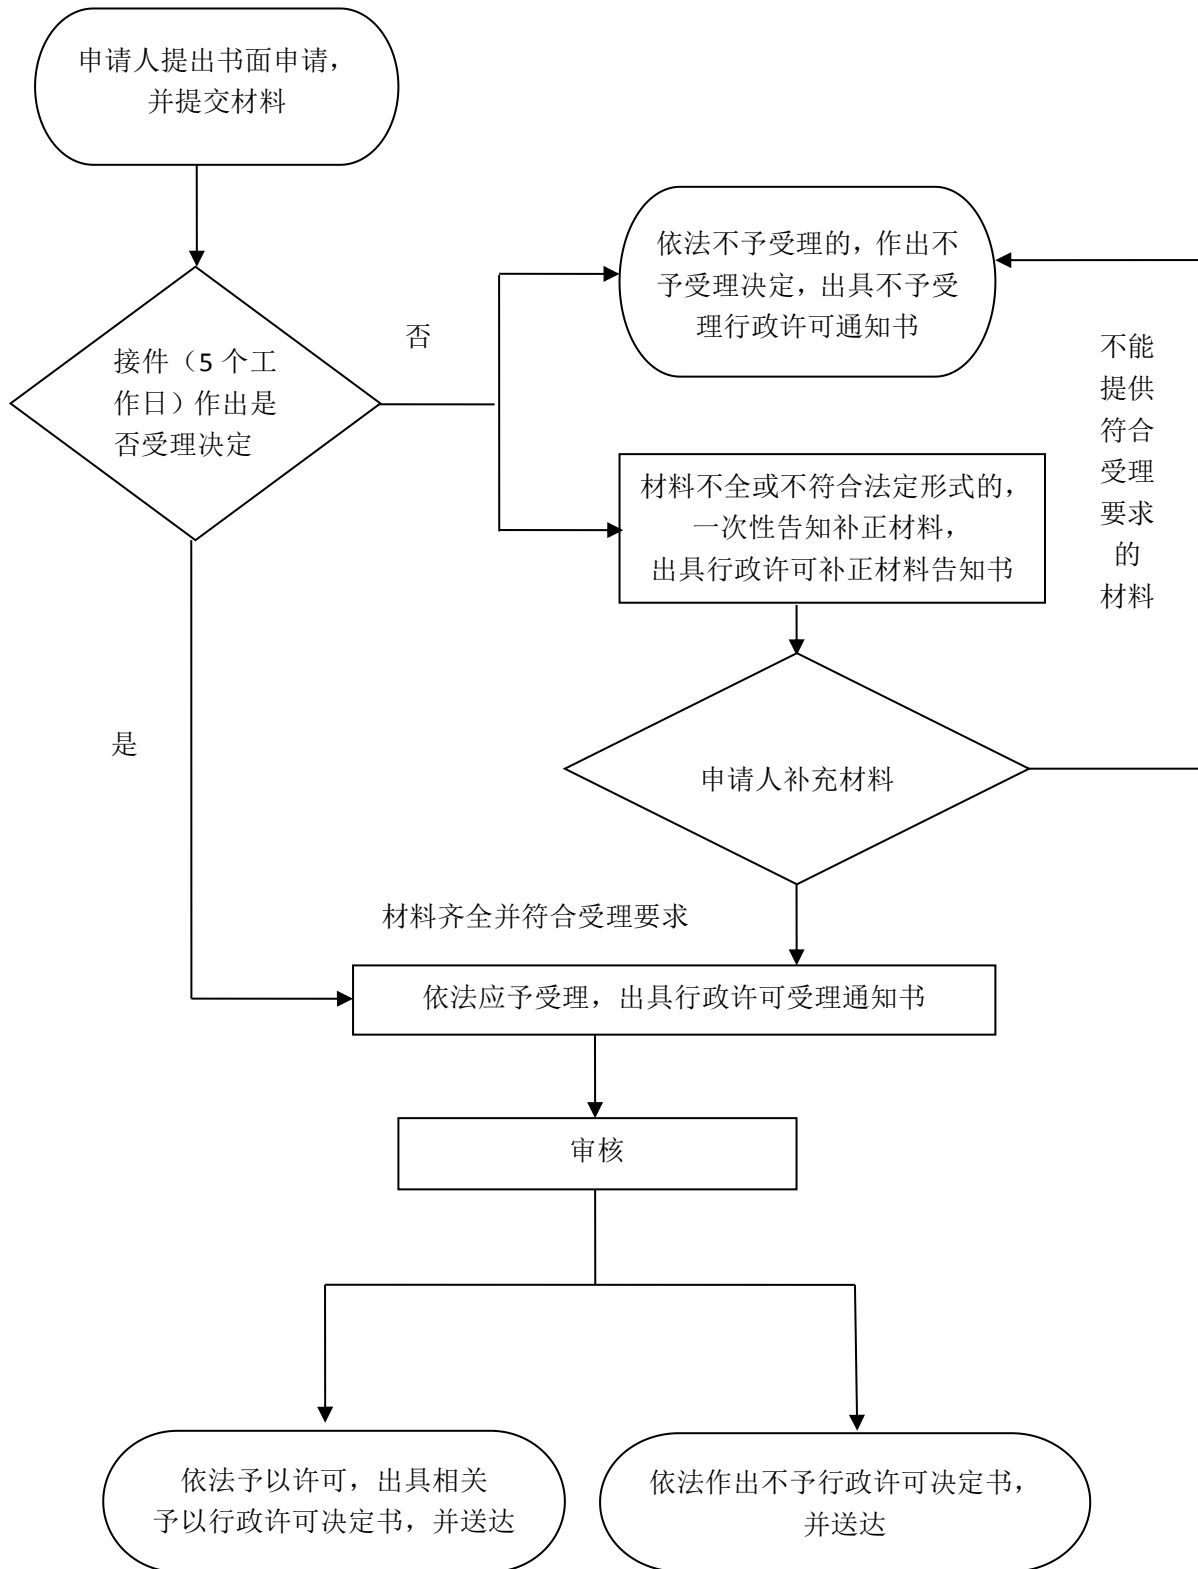 申请人提出书面申请，
并提交材料
依法不予受理的，作出不
予受理决定，出具不予受
理行政许可通知书
否
接件（5 个工
作日）作出是
否受理决定
不能
提供
符合
受理
要求
的
材料
材料不全或不符合法定形式的，
一次性告知补正材料，
出具行政许可补正材料告知书
是
申请人补充材料
材料齐全并符合受理要求
依法应予受理，出具行政许可受理通知书
审核
依法予以许可，出具相关
予以行政许可决定书，并送达
依法作出不予行政许可决定书，
并送达